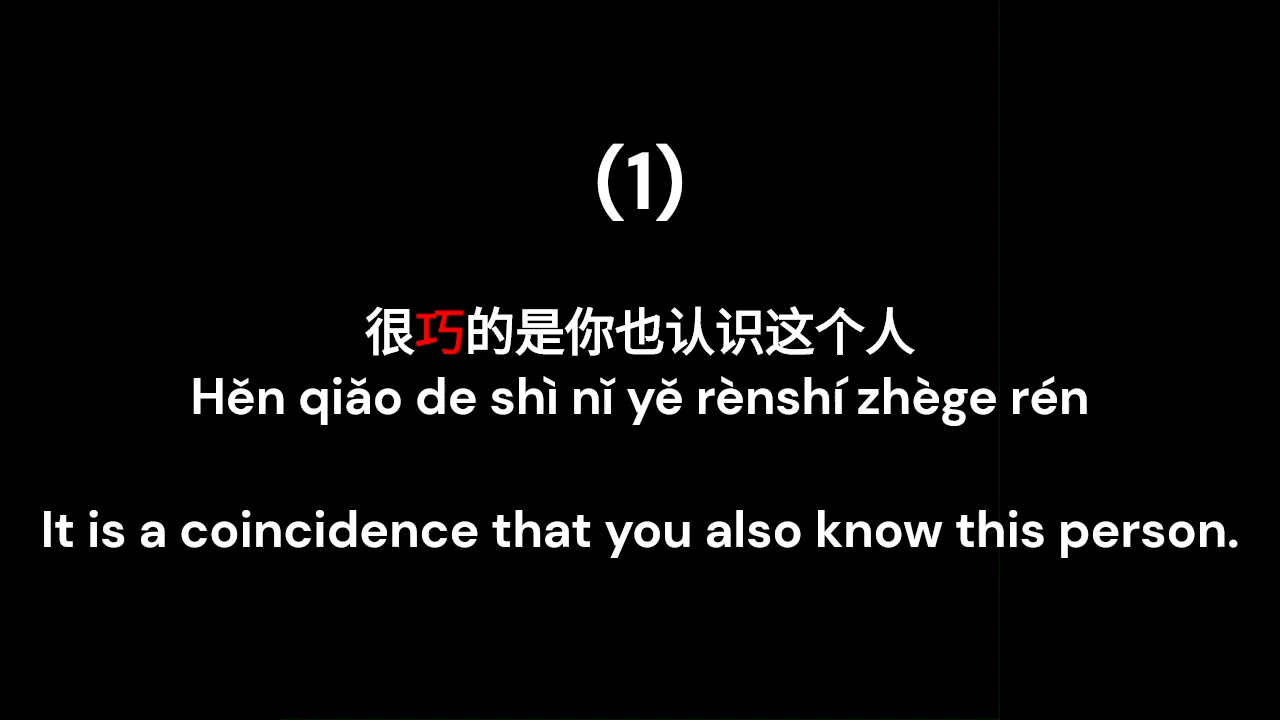 (1)
很巧的是你也认识这个人
Hěn qiǎo de shì nǐ yě rènshí zhège rén
It is a coincidence that you also know this person.